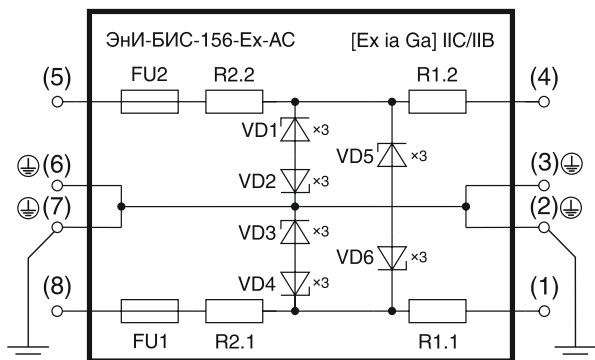 ЭнИ-БИС-156-Ex-AC [Ex ia Ga] IIC/IIB
(5) FU2 R2.2 R1.2 (4)
VD1 ×3
VD5 ×3
(6) (3)
VD2 ×3
(7) (2)
VD3 ×3
VD6 ×3
VD4 ×3
(8) (1)
FU1 R2.1 R1.1